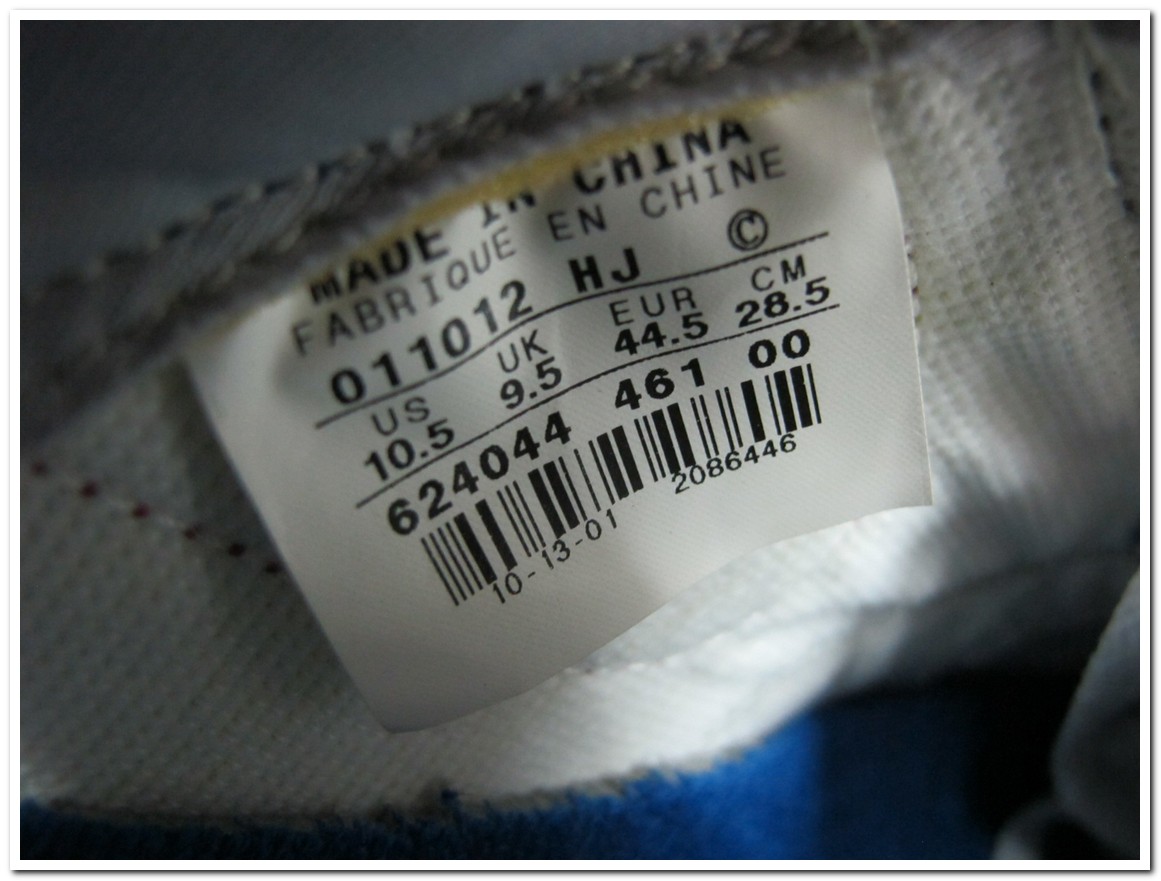 MADE IN CHINA
FABRIQUE EN CHINE
011012 HJ ©
US UK EUR CM
10.5 9.5 44.5 28.5
624044 461 00
10-13-01 2086446